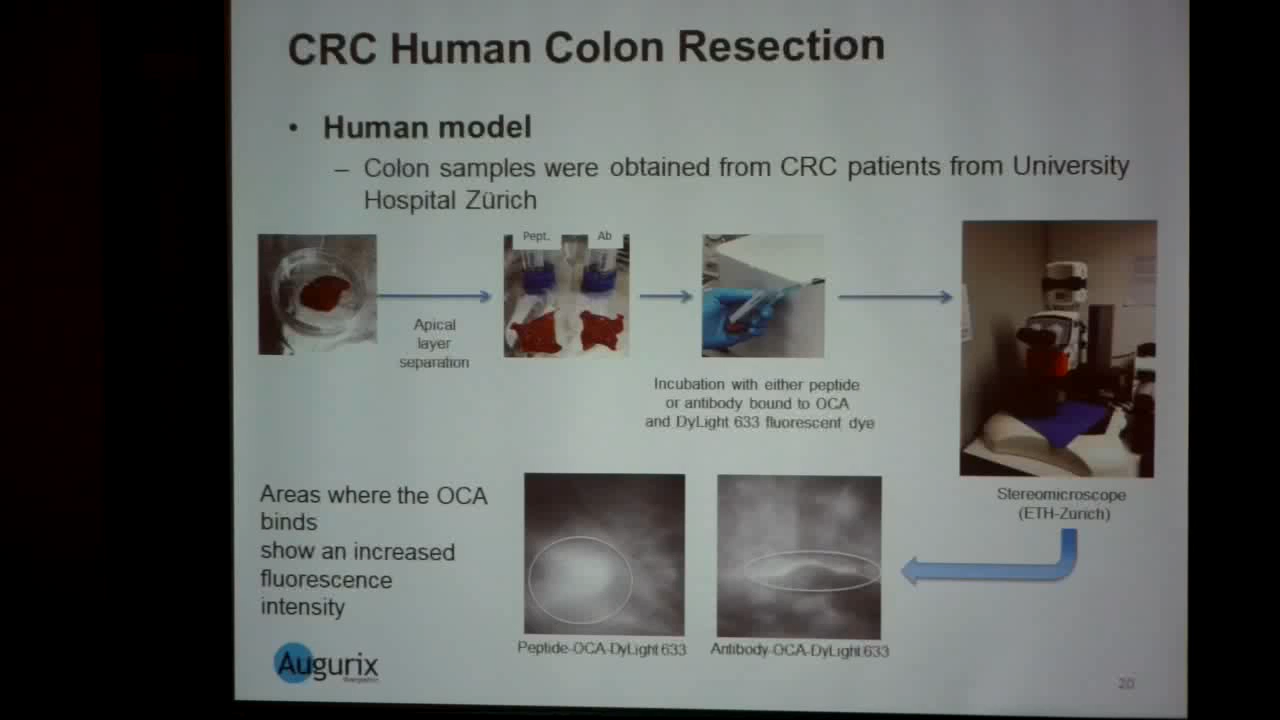 CRC Human Colon Resection
• Human model
– Colon samples were obtained from CRC patients from University
Hospital Zürich
Pept.
Ab
Apical
layer
separation
Incubation with either peptide
or antibody bound to OCA
and DyLight 633 fluorescent dye
Stereomicroscope
(ETH-Zürich)
Areas where the OCA
binds
show an increased
fluorescence
intensity
Peptide-OCA-DyLight 633
Antibody-OCA-DyLight 633
Augurix
20